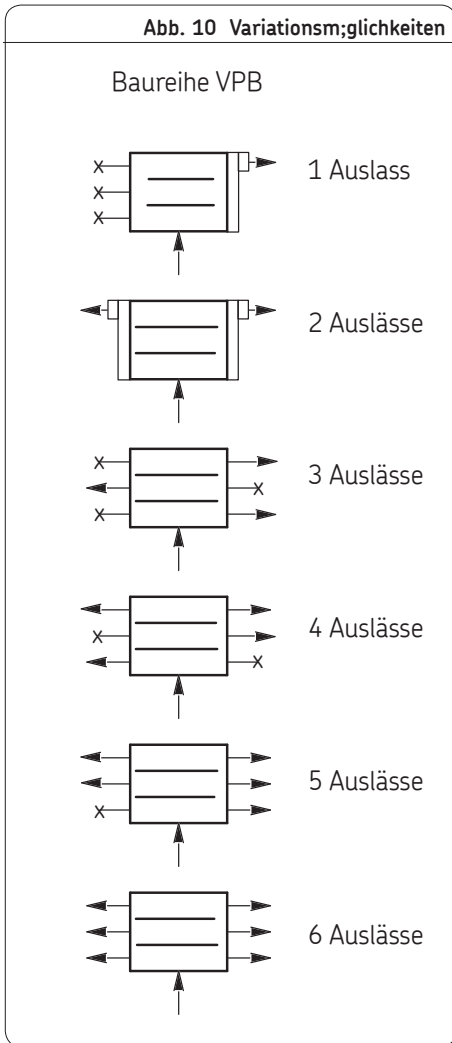 Abb. 10 Variationsm;glichkeiten
Baureihe VPB
1 Auslass
2 Auslässe
3 Auslässe
4 Auslässe
5 Auslässe
6 Auslässe